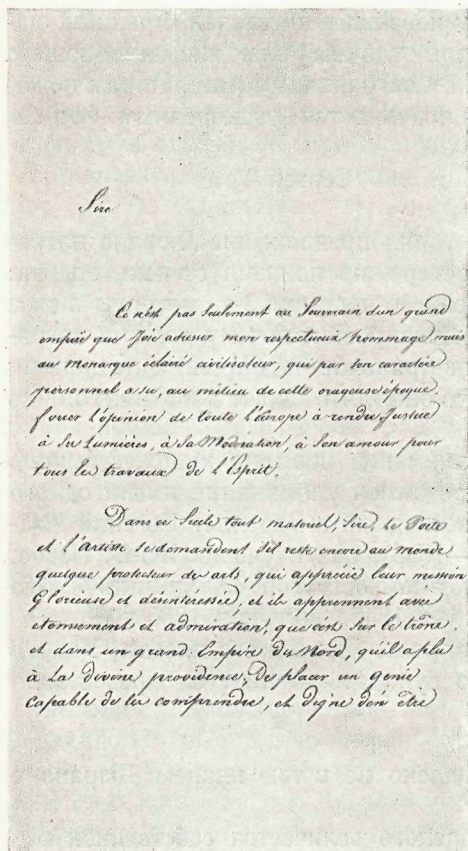 Sire
Ce n'ést pas seulement au Souverain d'un grand
empire que J'ose adresser mon respectueux hommage mais
au Monarque éclairé civilisateur, qui par son caractère
personnel a su, au milieu de cette orageuse époque,
forcer l'opinion de toute l'Europe à rendre Justice
à Ses Lumières, à Sa Modération, à Son amour pour
tous les travaux de l'Esprit.
Dans ce Siècle tout materiel, Sire, le Poete
et l'artiste se demandent s'il reste encore au monde
quelque protecteur des arts, qui apprécie leur mission
Glorieuse et désintéressée, et ils apprennent avec
etonnement et admiration, que c'ést sur le trône
et dans un grand Empire du Nord, qu'il a plu
à la divine providence, De placer un genie
capable de les comprendre, et digne d'en être